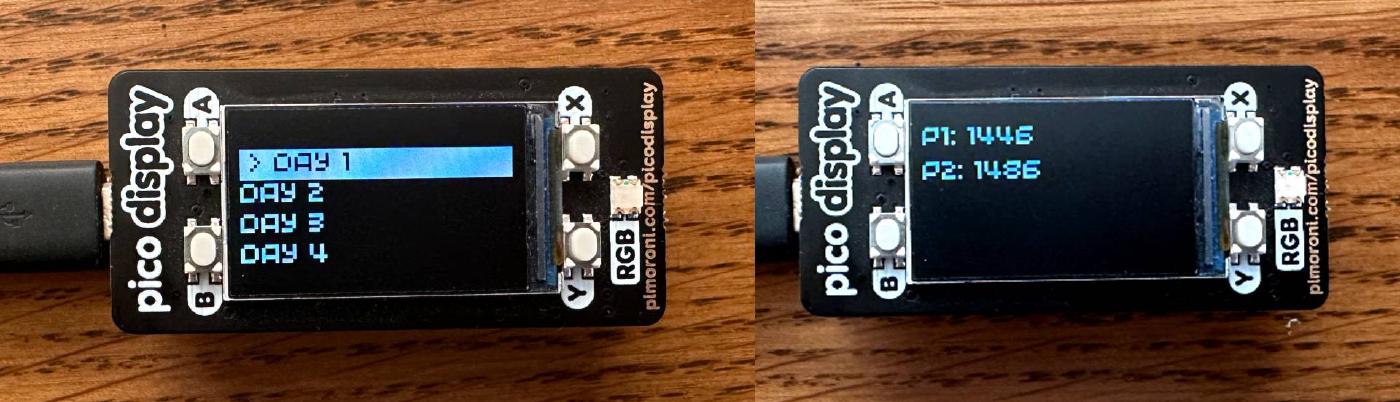 pico display
A
B
> DAY 1
DAY 2
DAY 3
DAY 4
X
Y
RGB
pimoroni.com/picodisplay
pico display
A
B
P1: 1446
P2: 1486
X
Y
RGB
pimoroni.com/picodisplay